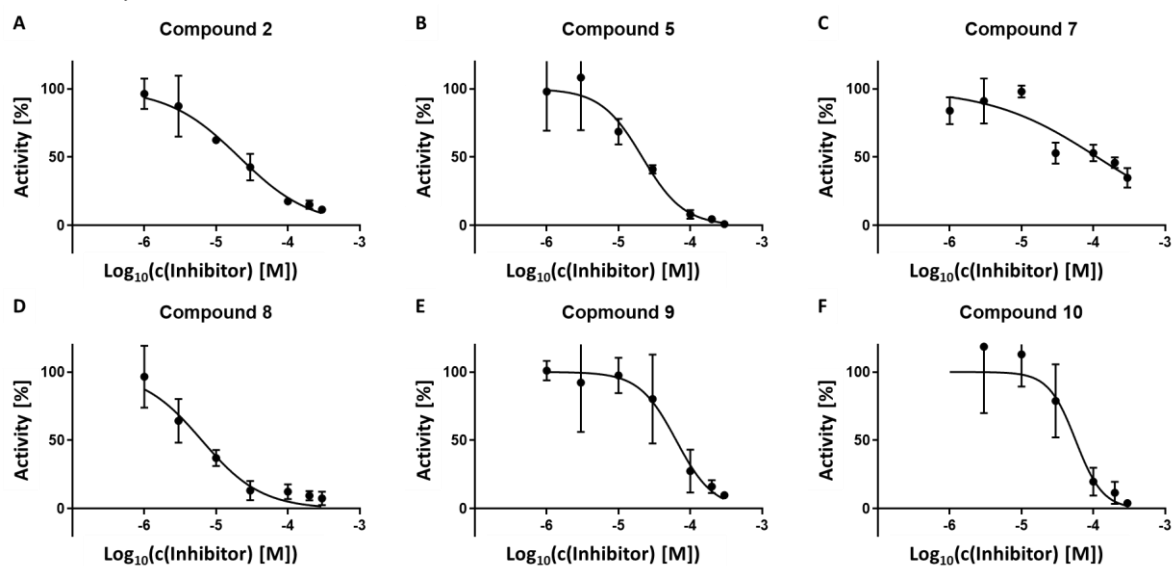 A
Compound 2
B
Compound 5
C
Compound 7
Activity [%]
100
50
0
-6 -5 -4 -3
Log10(c(Inhibitor) [M])
Activity [%]
100
50
0
-6 -5 -4 -3
Log10(c(Inhibitor) [M])
Activity [%]
100
50
0
-6 -5 -4 -3
Log10(c(Inhibitor) [M])
D
Compound 8
E
Copmound 9
F
Compound 10
Activity [%]
100
50
0
-6 -5 -4 -3
Log10(c(Inhibitor) [M])
Activity [%]
100
50
0
-6 -5 -4 -3
Log10(c(Inhibitor) [M])
Activity [%]
100
50
0
-6 -5 -4 -3
Log10(c(Inhibitor) [M])